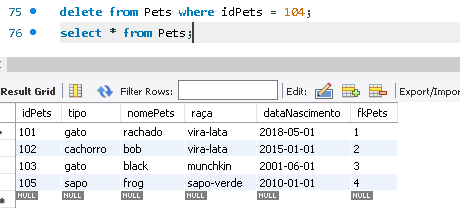 75 delete from Pets where idPets = 104;
76 select * from Pets;
Result Grid Filter Rows: Edit: Export/Impor
idPets tipo nomePets raça dataNascimento fkPets
101 gato rachado vira-lata 2018-05-01 1
102 cachorro bob vira-lata 2015-01-01 2
103 gato black munchkin 2001-06-01 3
105 sapo frog sapo-verde 2010-01-01 4
NULL NULL NULL NULL NULL NULL